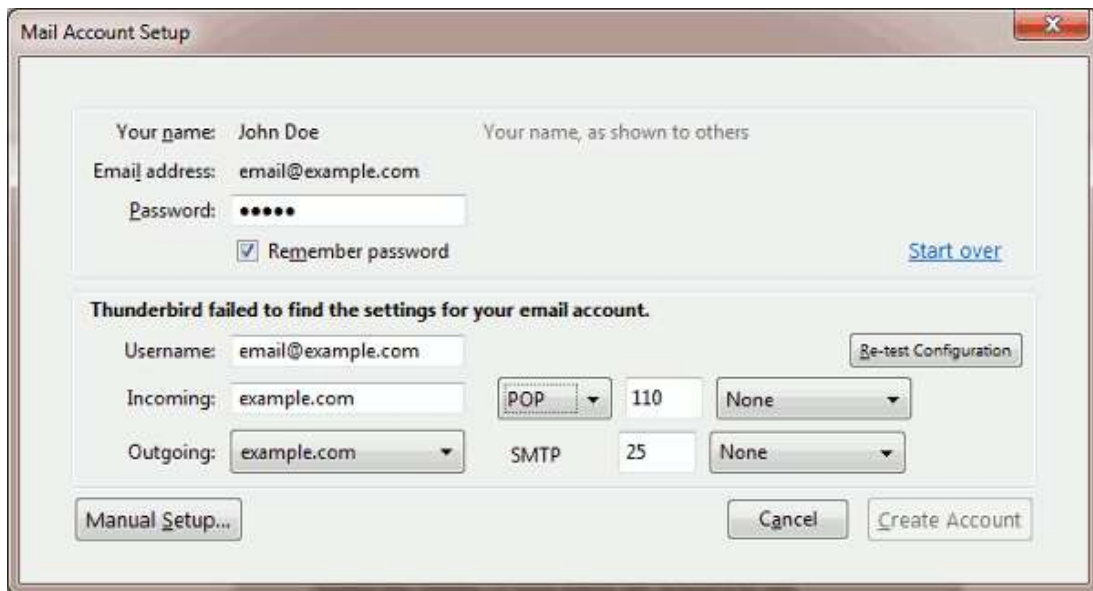 Mail Account Setup
Your name: John Doe Your name, as shown to others
Email address: email@example.com
Password: •••••
Remember password Start over
Thunderbird failed to find the settings for your email account.
Username: email@example.com Re-test Configuration
Incoming: example.com POP 110 None
Outgoing: example.com SMTP 25 None
Manual Setup... Cancel Create Account